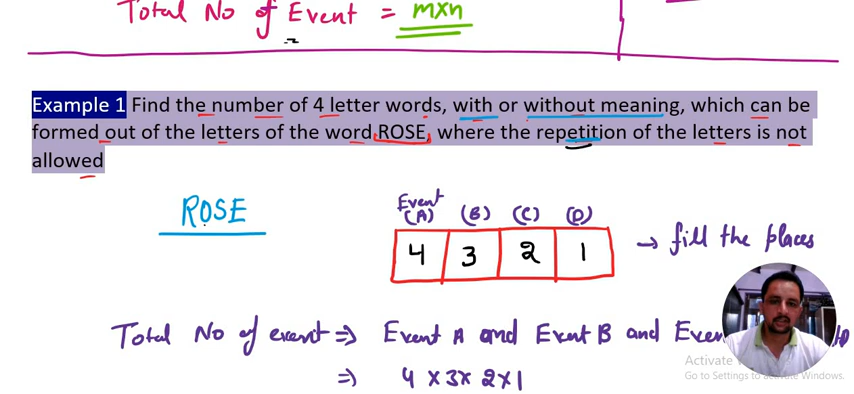 Total No of Event = m×n
Example 1 Find the number of 4 letter words, with or without meaning, which can be
formed out of the letters of the word ROSE, where the repetition of the letters is not
allowed
ROSE
Event
(A) (B) (C) (D)
4 3 2 1 → fill the places
Total No of event ⇒ Event A and Event B and Even
⇒ 4 × 3 × 2 × 1
Activate
Go to Settings to activate Windows.